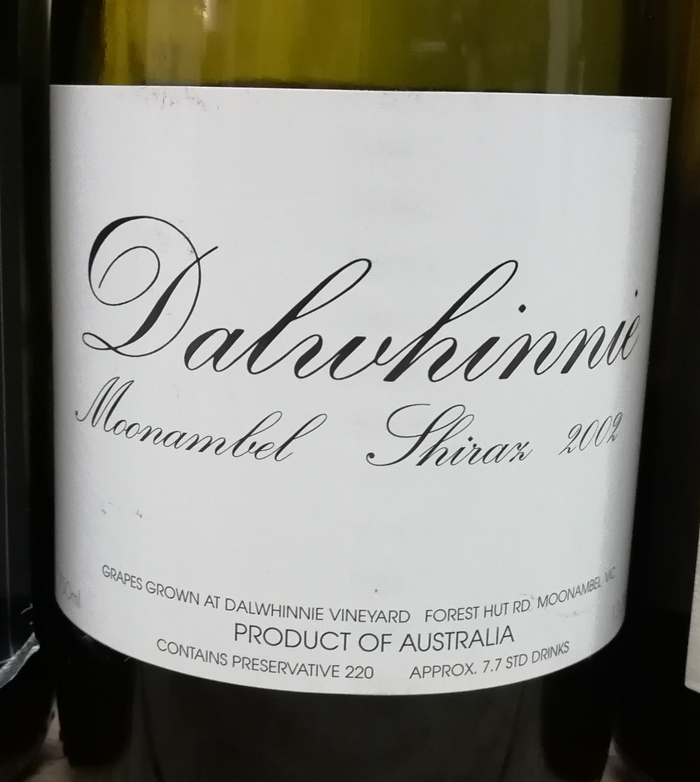 Dalwhinnie
Moonambel Shiraz 2002
GRAPES GROWN AT DALWHINNIE VINEYARD FOREST HUT RD. MOONAMBEL VIC
PRODUCT OF AUSTRALIA
CONTAINS PRESERVATIVE 220 APPROX. 7.7 STD DRINKS